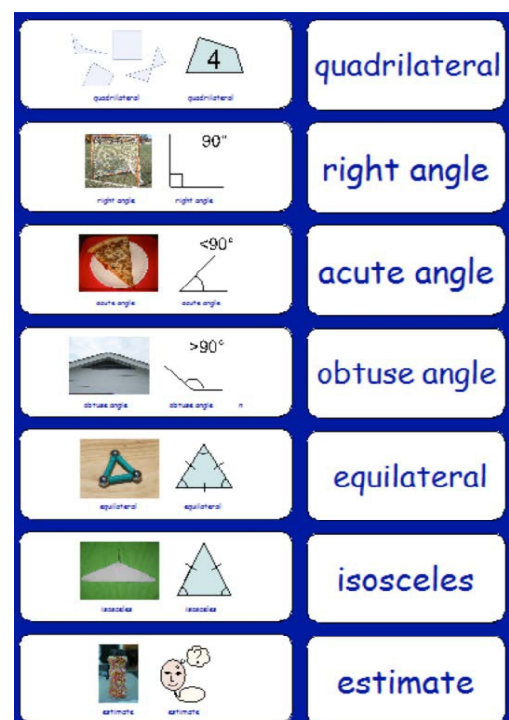 4
quadrilateral quadrilateral
quadrilateral
90°
right angle right angle
right angle
<90°
acute angle acute angle
acute angle
>90°
obtuse angle obtuse angle n
obtuse angle
equilateral equilateral
equilateral
isosceles isosceles
isosceles
?
estimate estimate
estimate